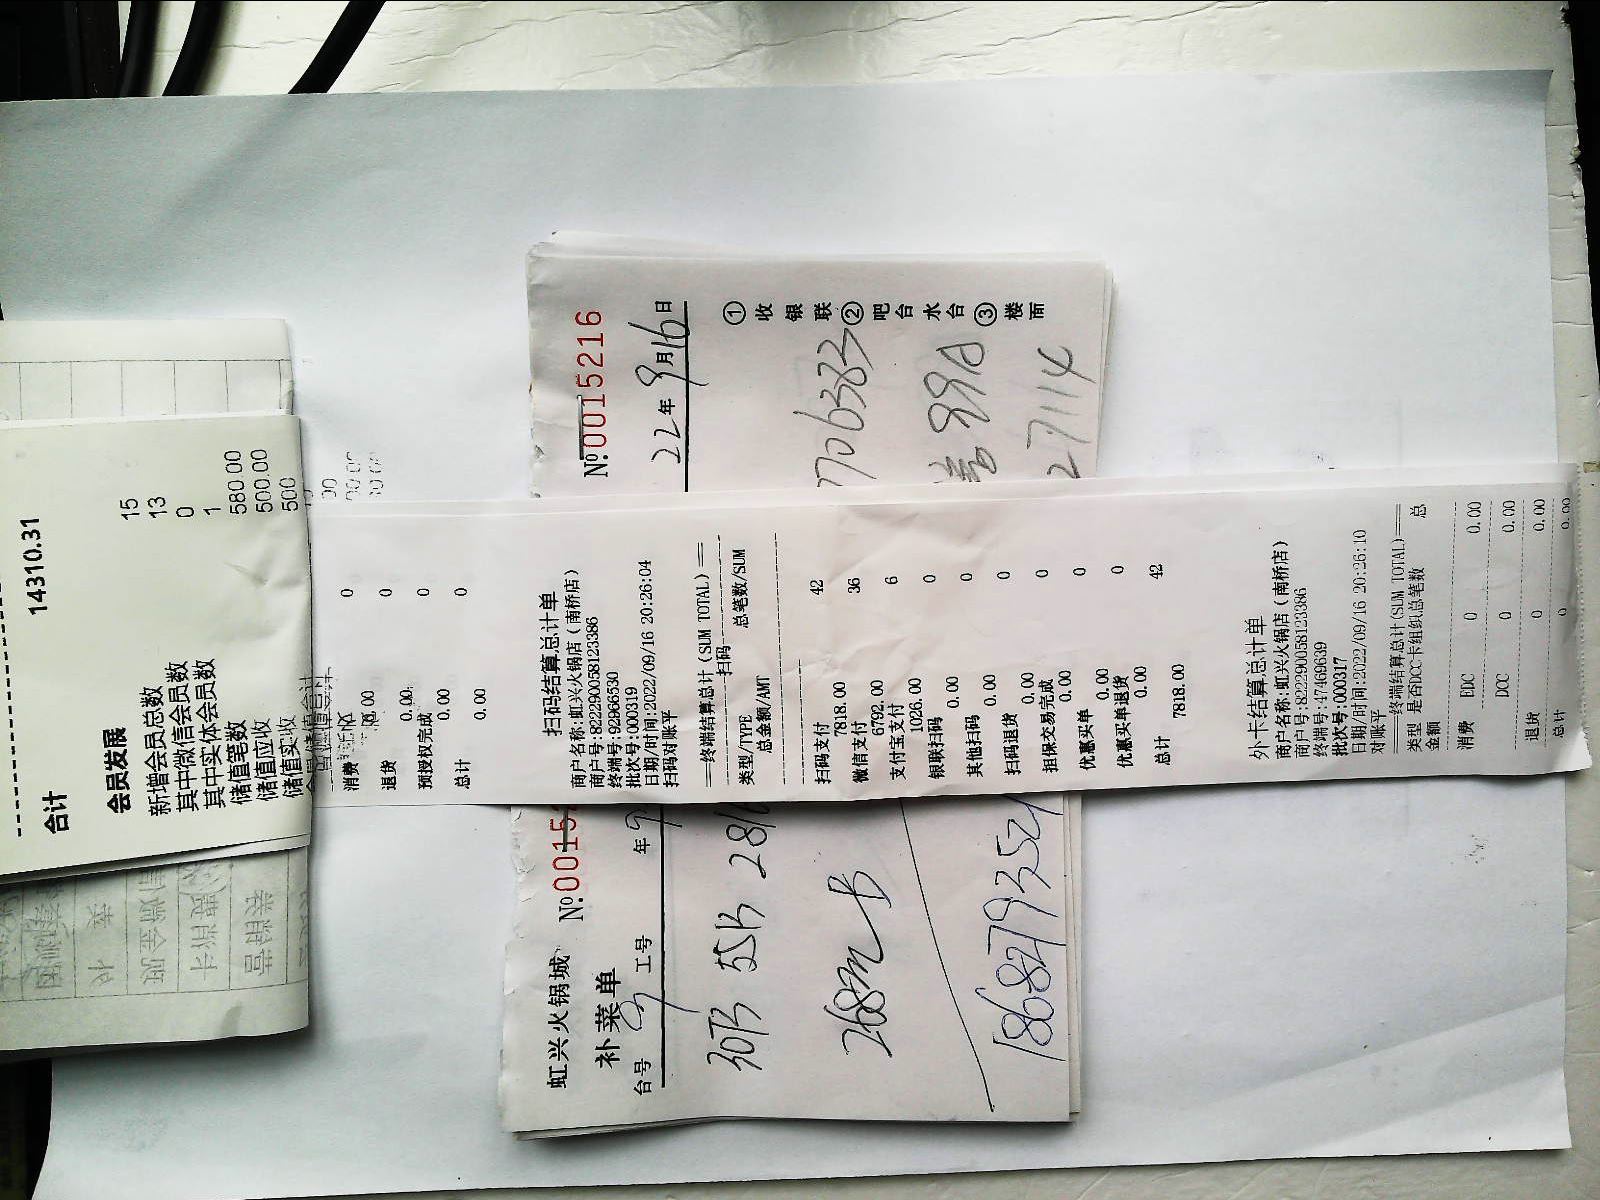 14310.31
合计
会员发展
新增会员总数 15
其中微信会员数 13
其中实体会员数 0
储值笔数 1
储值应收 580.00
储值实收 500.00
500
消费 0
0.00
退货 0
0.00
预授权完成 0
0.00
总计 0
0.00
扫码结算总计单
商户名称:虹兴火锅店(南桥店)
商户号:822290058123386
终端号:92966530
批次号:000319
日期/时间:2022/09/16 20:26:04
扫码对账平
==终端结算总计(SUM TOTAL)==
扫码
类型/TYPE 总笔数/SUM
总金额/AMT
扫码支付 42
7818.00
微信支付 36
6792.00
支付宝支付 6
1026.00
银联扫码 0
0.00
其他扫码 0
0.00
扫码退货 0
0.00
担保交易完成 0
0.00
优惠买单 0
0.00
优惠买单退货 0
0.00
总计 42
7818.00
外卡结算总计单
商户名称:虹兴火锅店(南桥店)
商户号:822290058123386
终端号:47469639
批次号:000317
日期/时间:2022/09/16 20:26:10
对账平
==终端结算总计(SUM TOTAL)==
类型 是否DCC卡组织总笔数 总
金额
消费 EDC 0 0.00
DCC 0 0.00
退货 0 0.00
总计 0 0.00
№:0015216
22年9月16日
①收银联②吧台水台③楼面
706383
99A
27114
虹兴火锅城 №:0015
补菜单
台号 工号 年9
268m B